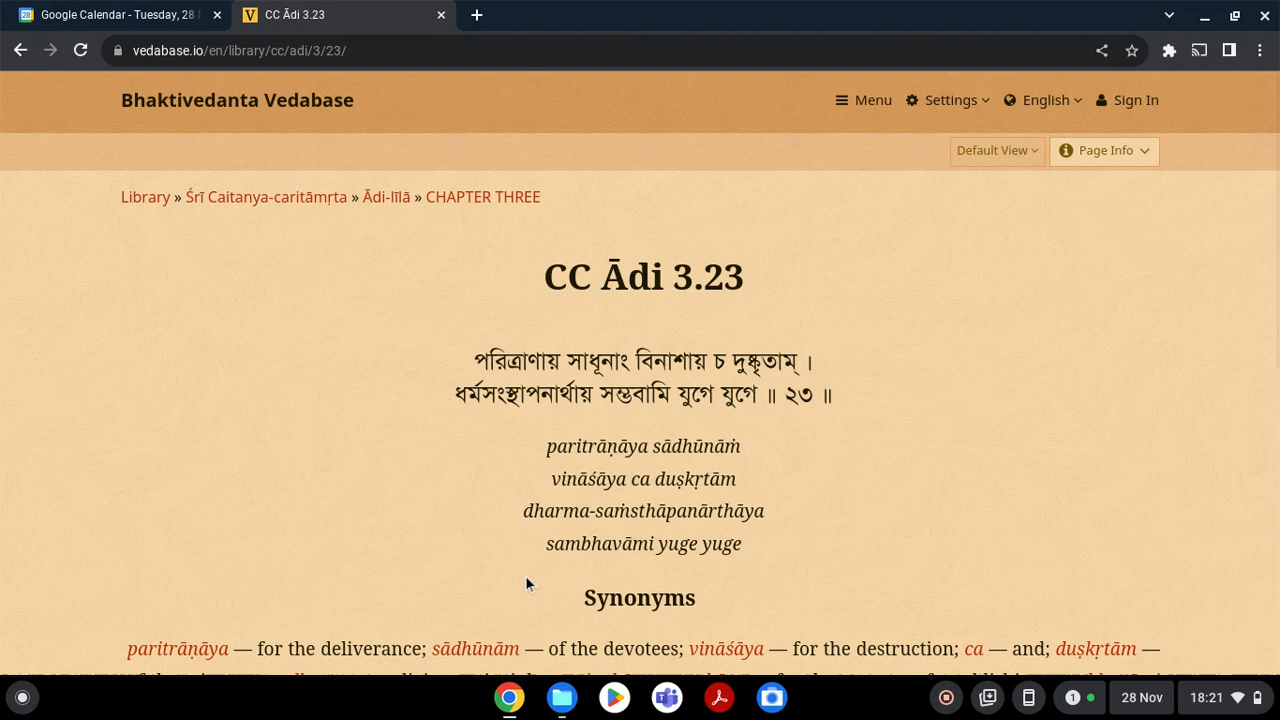 Google Calendar - Tuesday, 28
CC Ādi 3.23
vedabase.io/en/library/cc/adi/3/23/
Bhaktivedanta Vedabase
Menu
Settings
English
Sign In
Default View
Page Info
Library » Śrī Caitanya-caritāmṛta » Ādi-līlā » CHAPTER THREE
CC Ādi 3.23
পরিত্রাণায় সাধূনাং বিনাশায় চ দুষ্কৃতাম্ ।
ধর্মসংস্থাপনার্থায় সম্ভবামি যুগে যুগে ॥ ২৩ ॥
paritrāṇāya sādhūnāṁ
vināśāya ca duṣkṛtām
dharma-saṁsthāpanārthāya
sambhavāmi yuge yuge
Synonyms
paritrāṇāya — for the deliverance; sādhūnām — of the devotees; vināśāya — for the destruction; ca — and; duṣkṛtām —
1
28 Nov
18:21